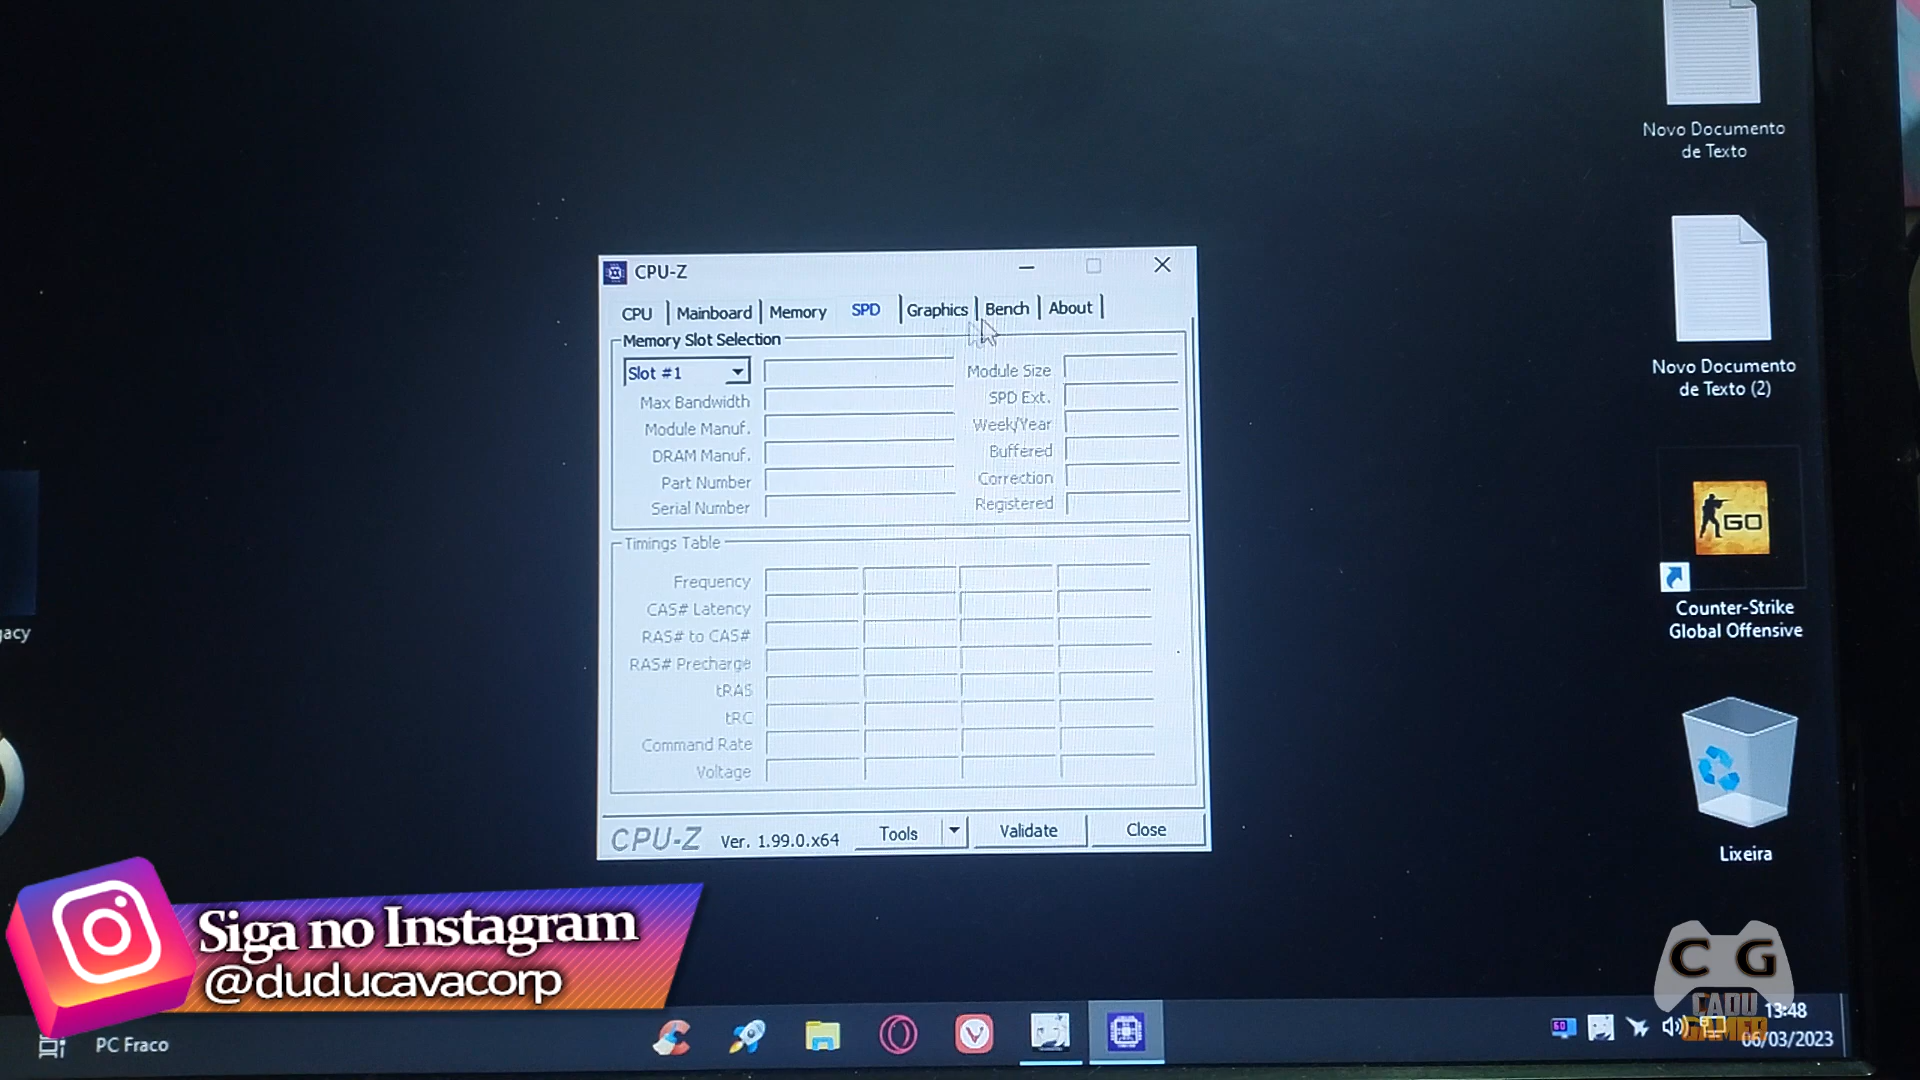 Novo Documento
de Texto
Novo Documento
de Texto (2)
GO
Counter-Strike
Global Offensive
Lixeira
gacy
CPU-Z
CPU
Mainboard
Memory
SPD
Graphics
Bench
About
Memory Slot Selection
Slot #1
Module Size
Max Bandwidth
SPD Ext.
Module Manuf.
Week/Year
DRAM Manuf.
Buffered
Part Number
Correction
Serial Number
Registered
Timings Table
Frequency
CAS# Latency
RAS# to CAS#
RAS# Precharge
tRAS
tRC
Command Rate
Voltage
CPU-Z
Ver. 1.99.0.x64
Tools
Validate
Close
Siga no Instagram
@duducavacorp
C G
CADU
GAMER
PC Fraco
60
13:48
06/03/2023